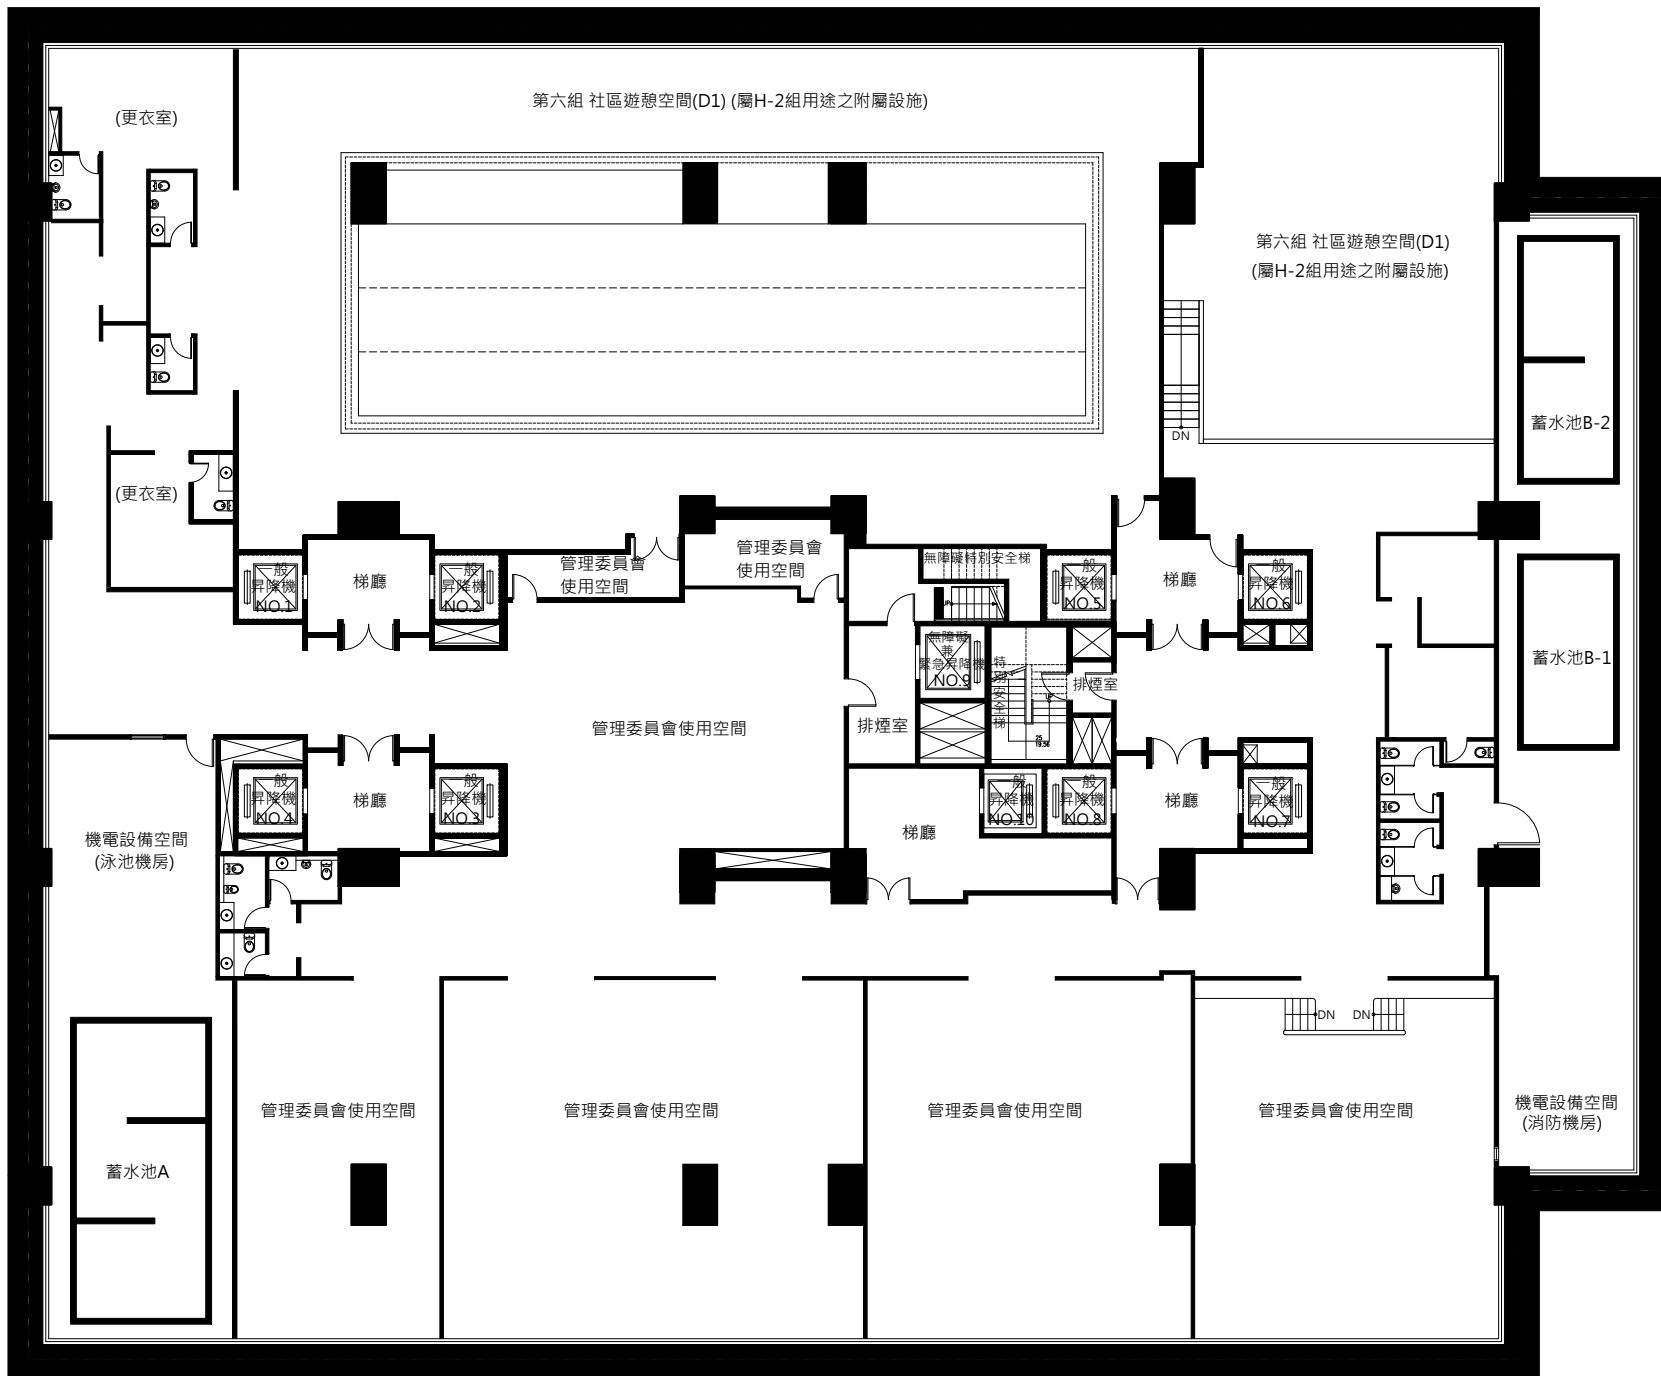 第六組 社區遊憩空間(D1) (屬H-2組用途之附屬設施)
(更衣室)
第六組 社區遊憩空間(D1)
(屬H-2組用途之附屬設施)
DN
蓄水池B-2
(更衣室)
管理委員會
使用空間
管理委員會
使用空間
無障礙特別安全梯
一般
昇降機
NO.1
梯廳
一般
昇降機
NO.2
一般
昇降機
NO.5
梯廳
一般
昇降機
NO.6
UP
無障礙
兼
緊急昇降機
NO.9
特別安全梯
UP
25
19.56
排煙室
排煙室
蓄水池B-1
管理委員會使用空間
一般
昇降機
NO.4
梯廳
一般
昇降機
NO.3
梯廳
一般
昇降機
NO.10
一般
昇降機
NO.8
梯廳
一般
昇降機
NO.7
機電設備空間
(泳池機房)
DN
DN
管理委員會使用空間
管理委員會使用空間
管理委員會使用空間
管理委員會使用空間
機電設備空間
(消防機房)
蓄水池A